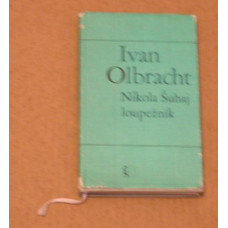 Ivan
Olbracht
Nikola Šuhaj
loupežník